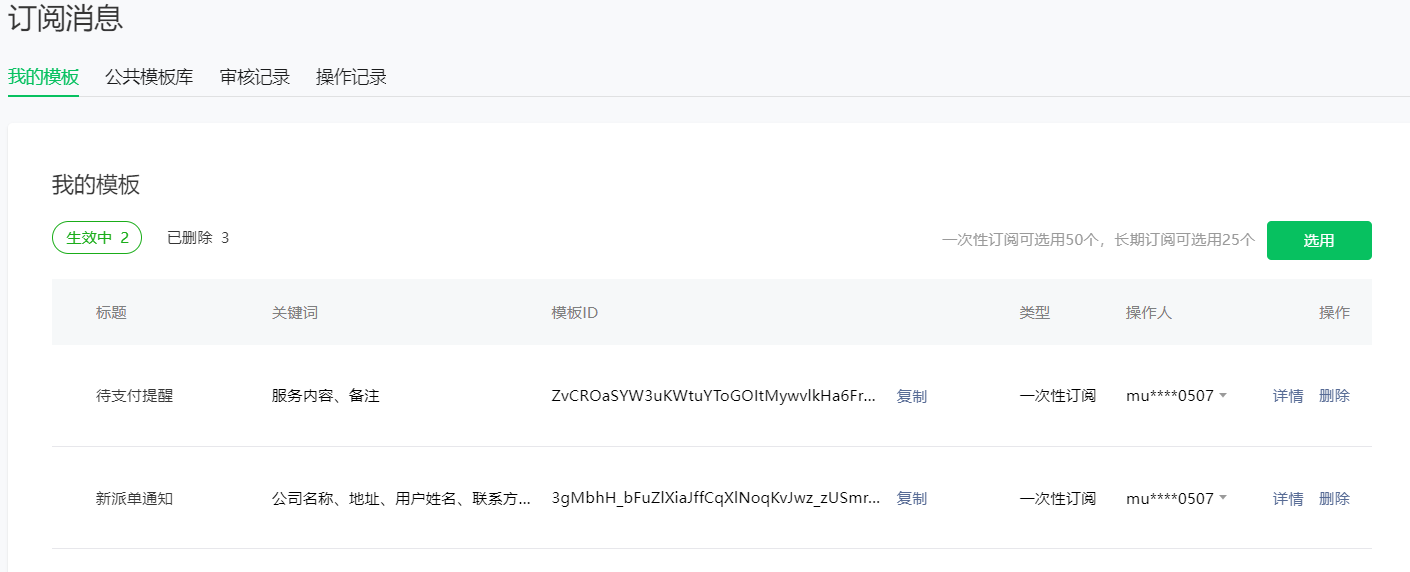 订阅消息
我的模板 公共模板库 审核记录 操作记录
我的模板
生效中 2 已删除 3 一次性订阅可选用50个，长期订阅可选用25个 选用
标题 关键词 模板ID 类型 操作人 操作
待支付提醒 服务内容、备注 ZvCROaSYW3uKWtuYToGOItMywvlkHa6Fr... 复制 一次性订阅 mu****0507 详情 删除
新派单通知 公司名称、地址、用户姓名、联系方... 3gMbhH_bFuZlXiaJffCqXlNoqKvJwz_zUSmr... 复制 一次性订阅 mu****0507 详情 删除